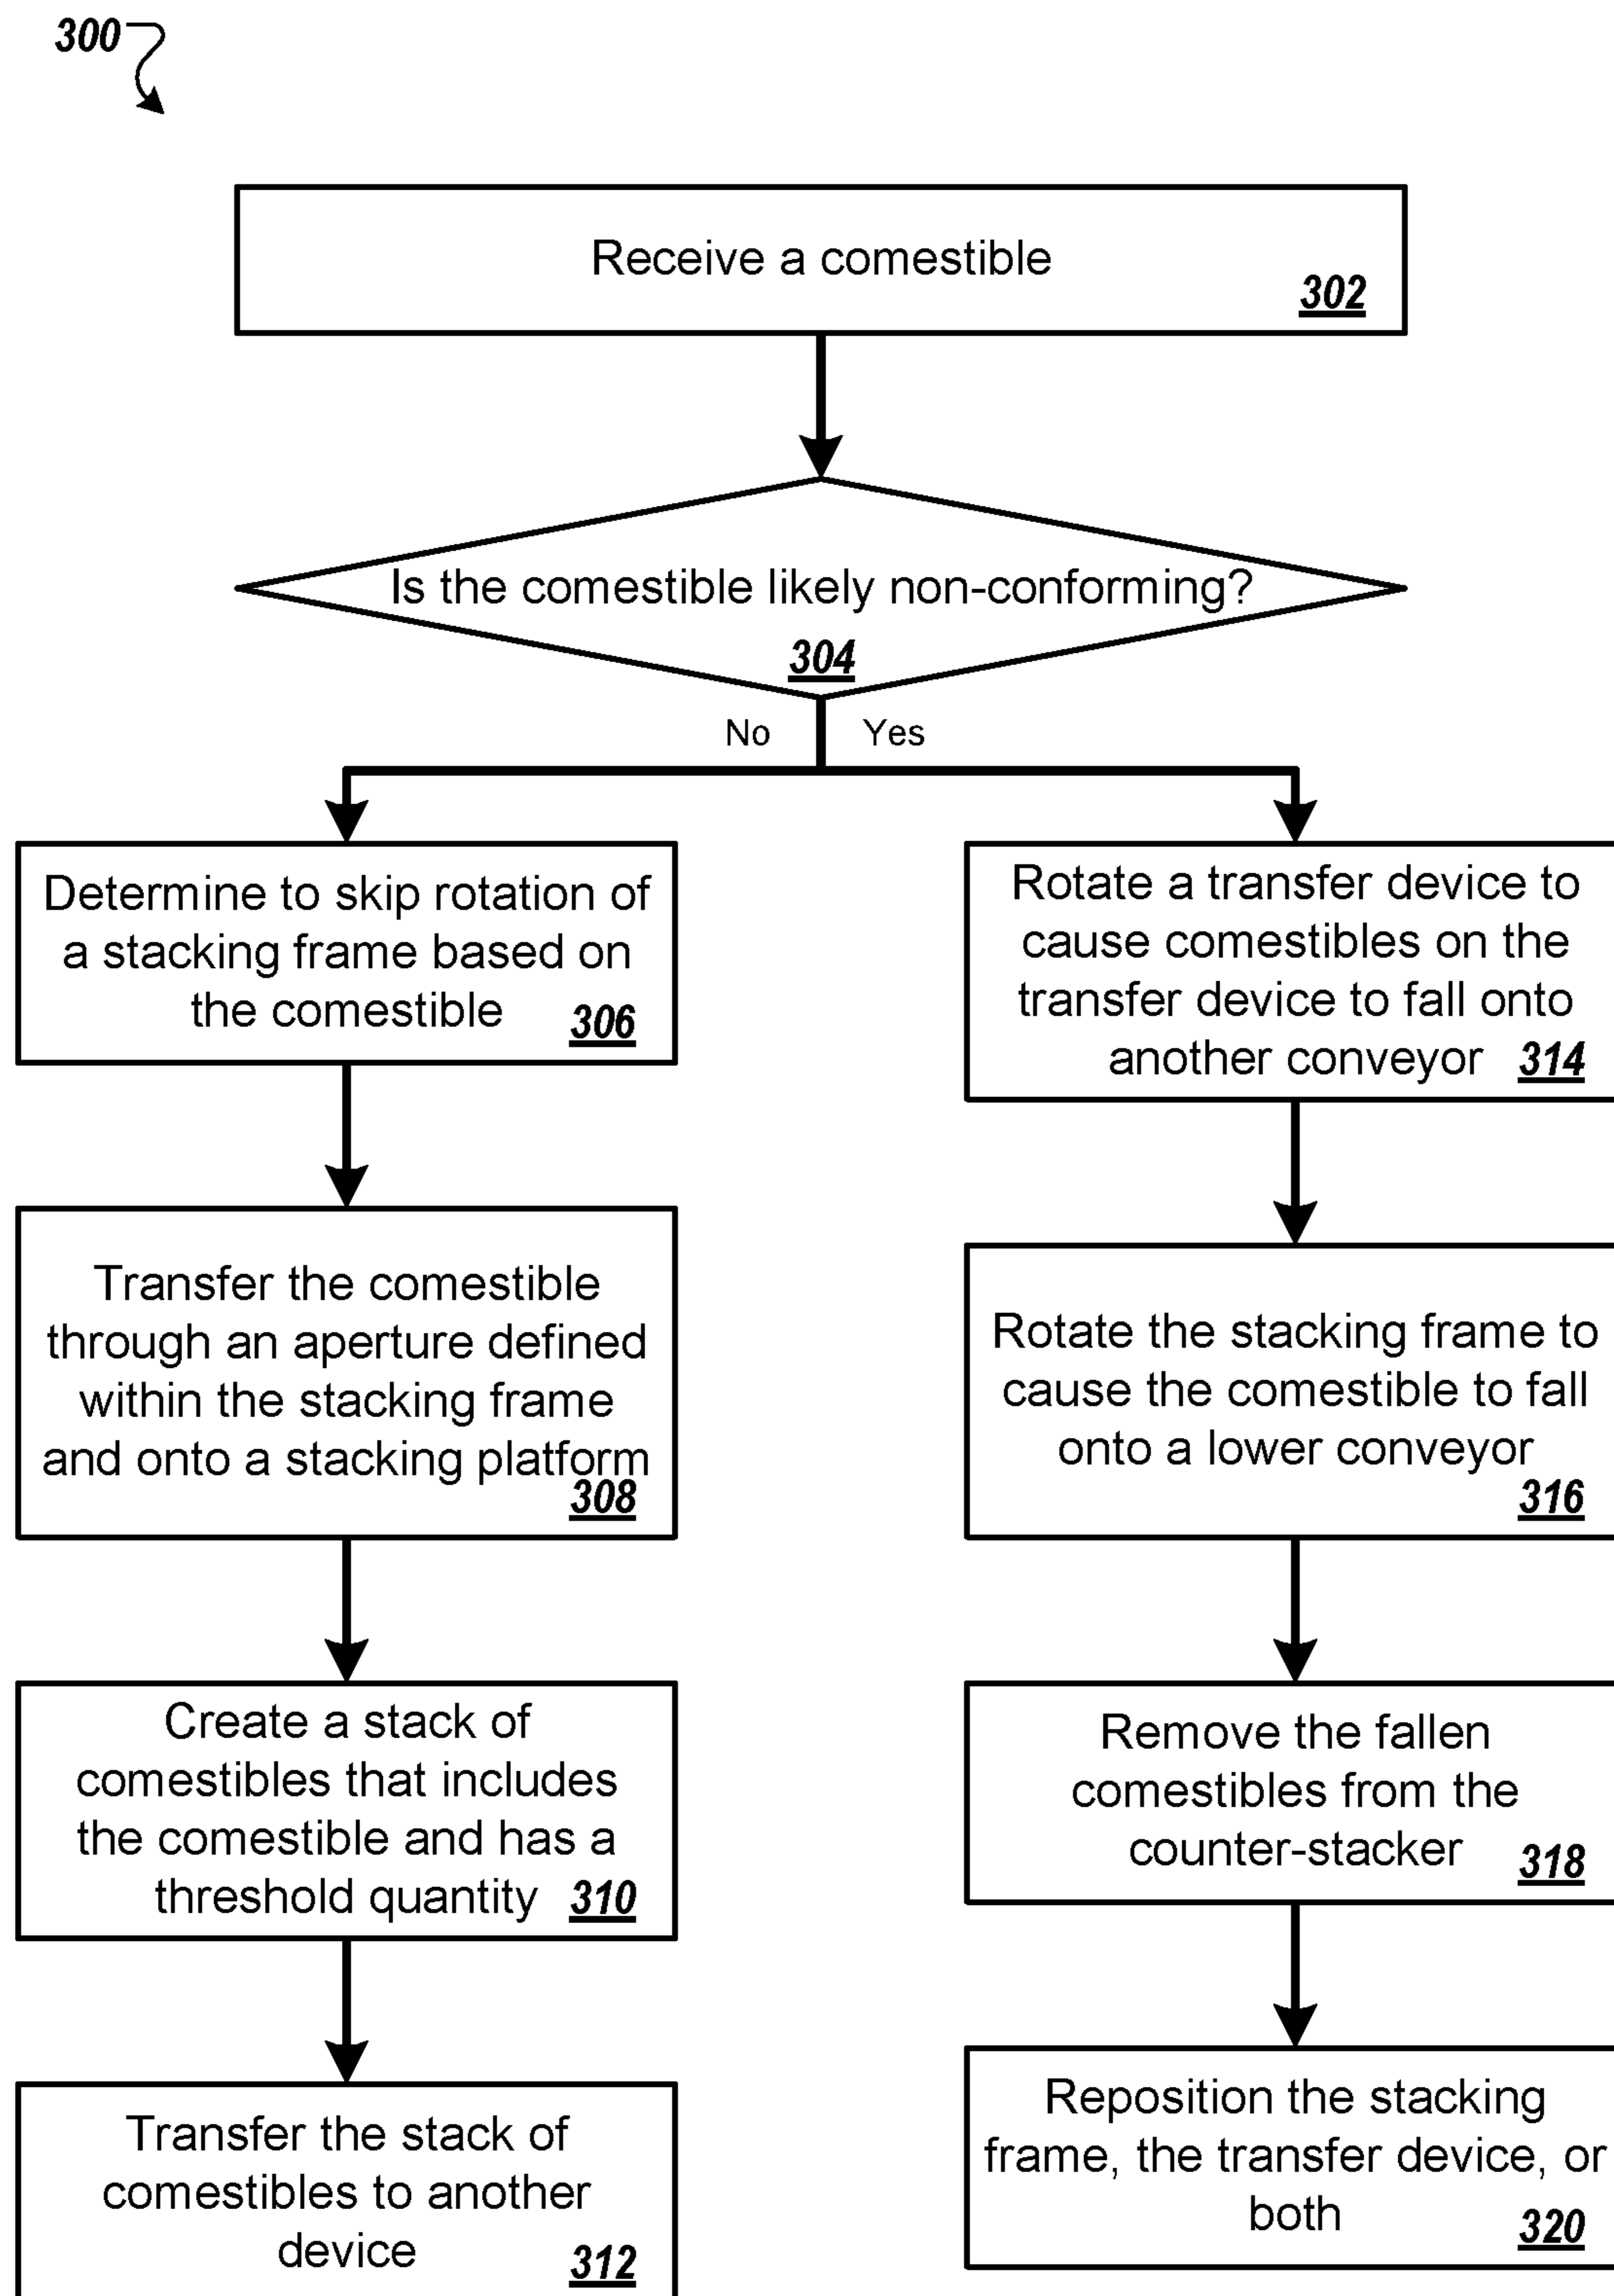 300
Receive a comestible
302
Is the comestible likely non-conforming?
304
No
Yes
Determine to skip rotation of
a stacking frame based on
the comestible 306
Transfer the comestible
through an aperture defined
within the stacking frame
and onto a stacking platform
308
Create a stack of
comestibles that includes
the comestible and has a
threshold quantity 310
Transfer the stack of
comestibles to another
device 312
Rotate a transfer device to
cause comestibles on the
transfer device to fall onto
another conveyor 314
Rotate the stacking frame to
cause the comestible to fall
onto a lower conveyor
316
Remove the fallen
comestibles from the
counter-stacker 318
Reposition the stacking
frame, the transfer device, or
both 320